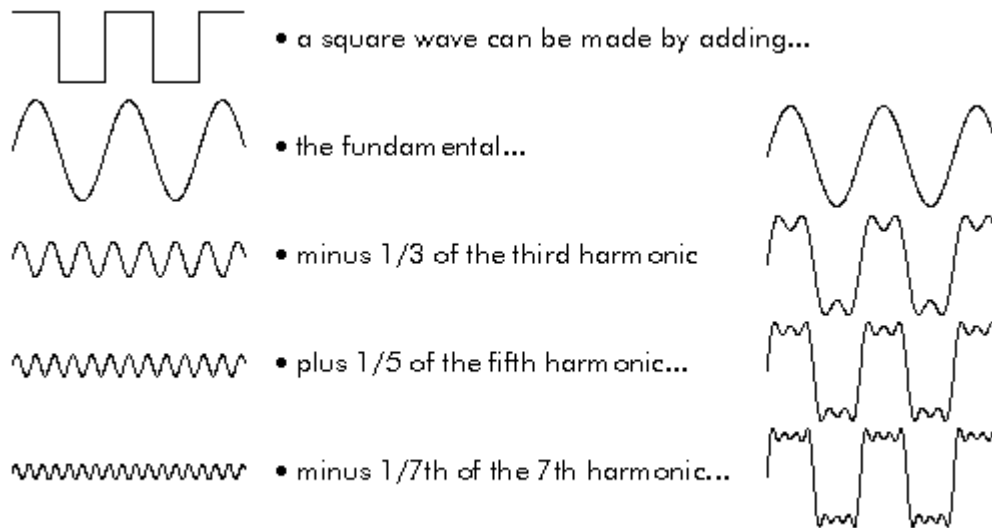 • a square wave can be made by adding...
• the fundamental...
• minus 1/3 of the third harmonic
• plus 1/5 of the fifth harmonic...
• minus 1/7th of the 7th harmonic...